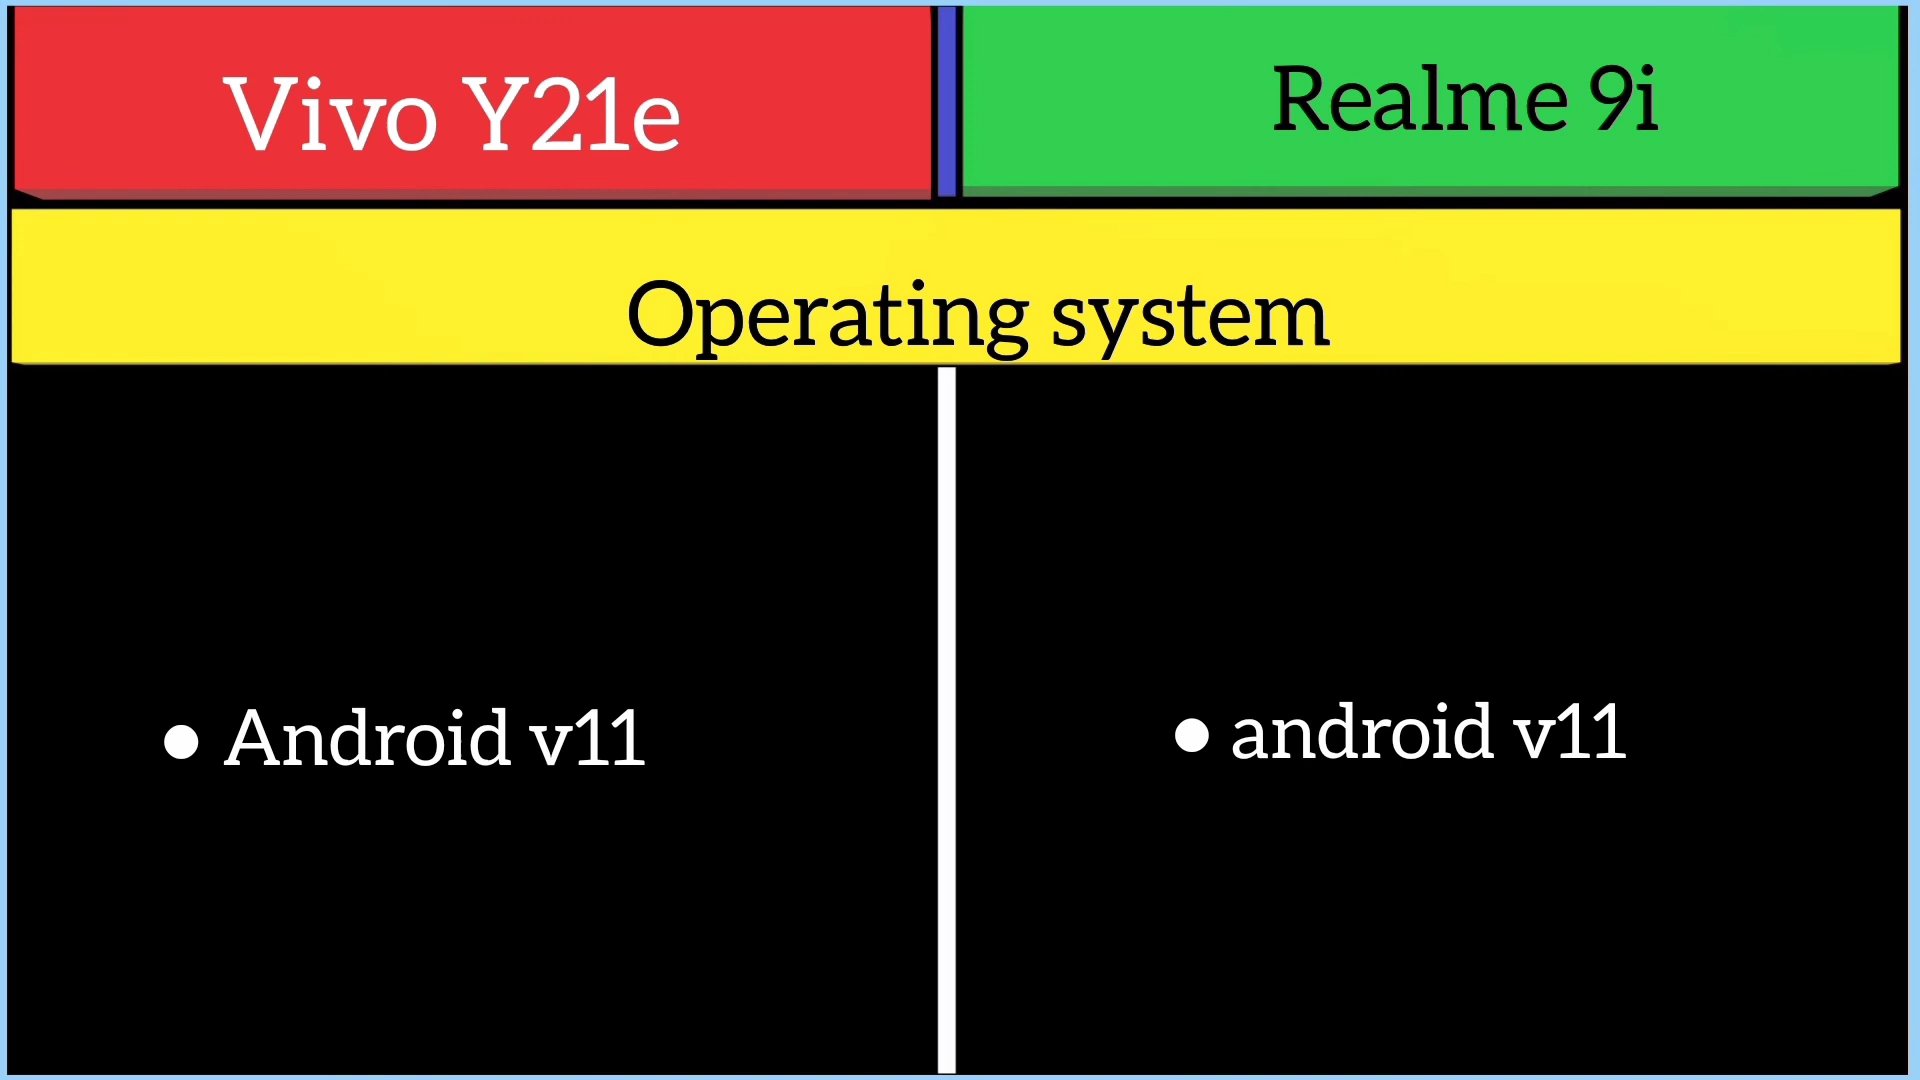 Vivo Y21e
Realme 9i
Operating system
• Android v11
• android v11